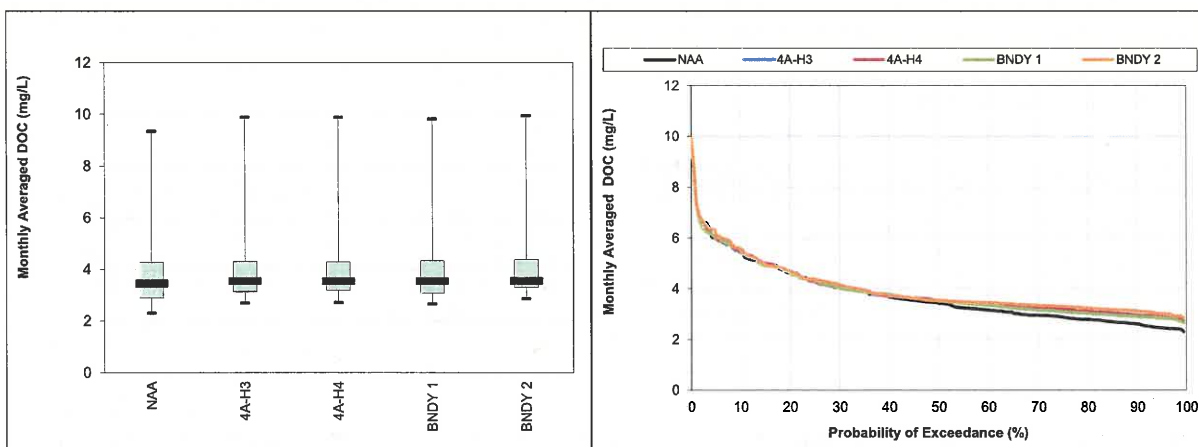 Monthly Averaged DOC (mg/L)
12
10
8
6
4
2
0
NAA
4A-H3
4A-H4
BNDY 1
BNDY 2
NAA 4A-H3 4A-H4 BNDY 1 BNDY 2
Monthly Averaged DOC (mg/L)
12
10
8
6
4
2
0
0 10 20 30 40 50 60 70 80 90 100
Probability of Exceedance (%)